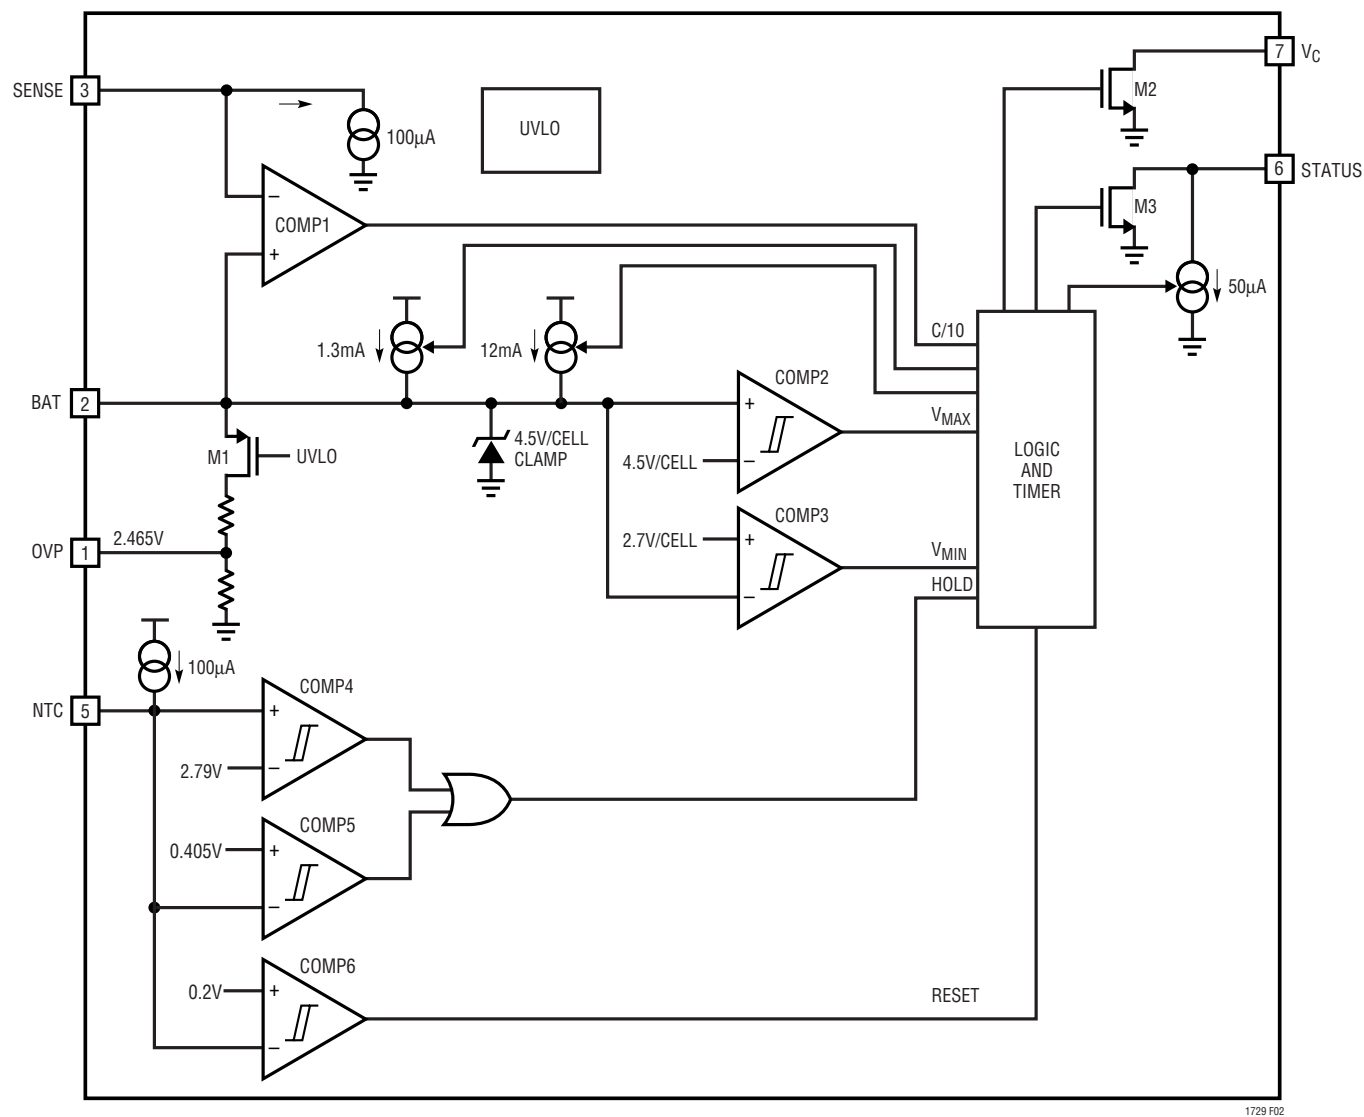 7 VC
M2
SENSE 3
UVLO
100µA
6 STATUS
M3
−
COMP1
+
50µA
1.3mA
12mA
C/10
COMP2
BAT 2
+
VMAX
M1
UVLO
4.5V/CELL
CLAMP
4.5V/CELL
−
LOGIC
AND
TIMER
COMP3
2.465V
2.7V/CELL
+
OVP 1
VMIN
HOLD
−
100µA
COMP4
NTC 5
+
2.79V
−
COMP5
0.405V
+
−
COMP6
0.2V
+
RESET
−
1729 F02